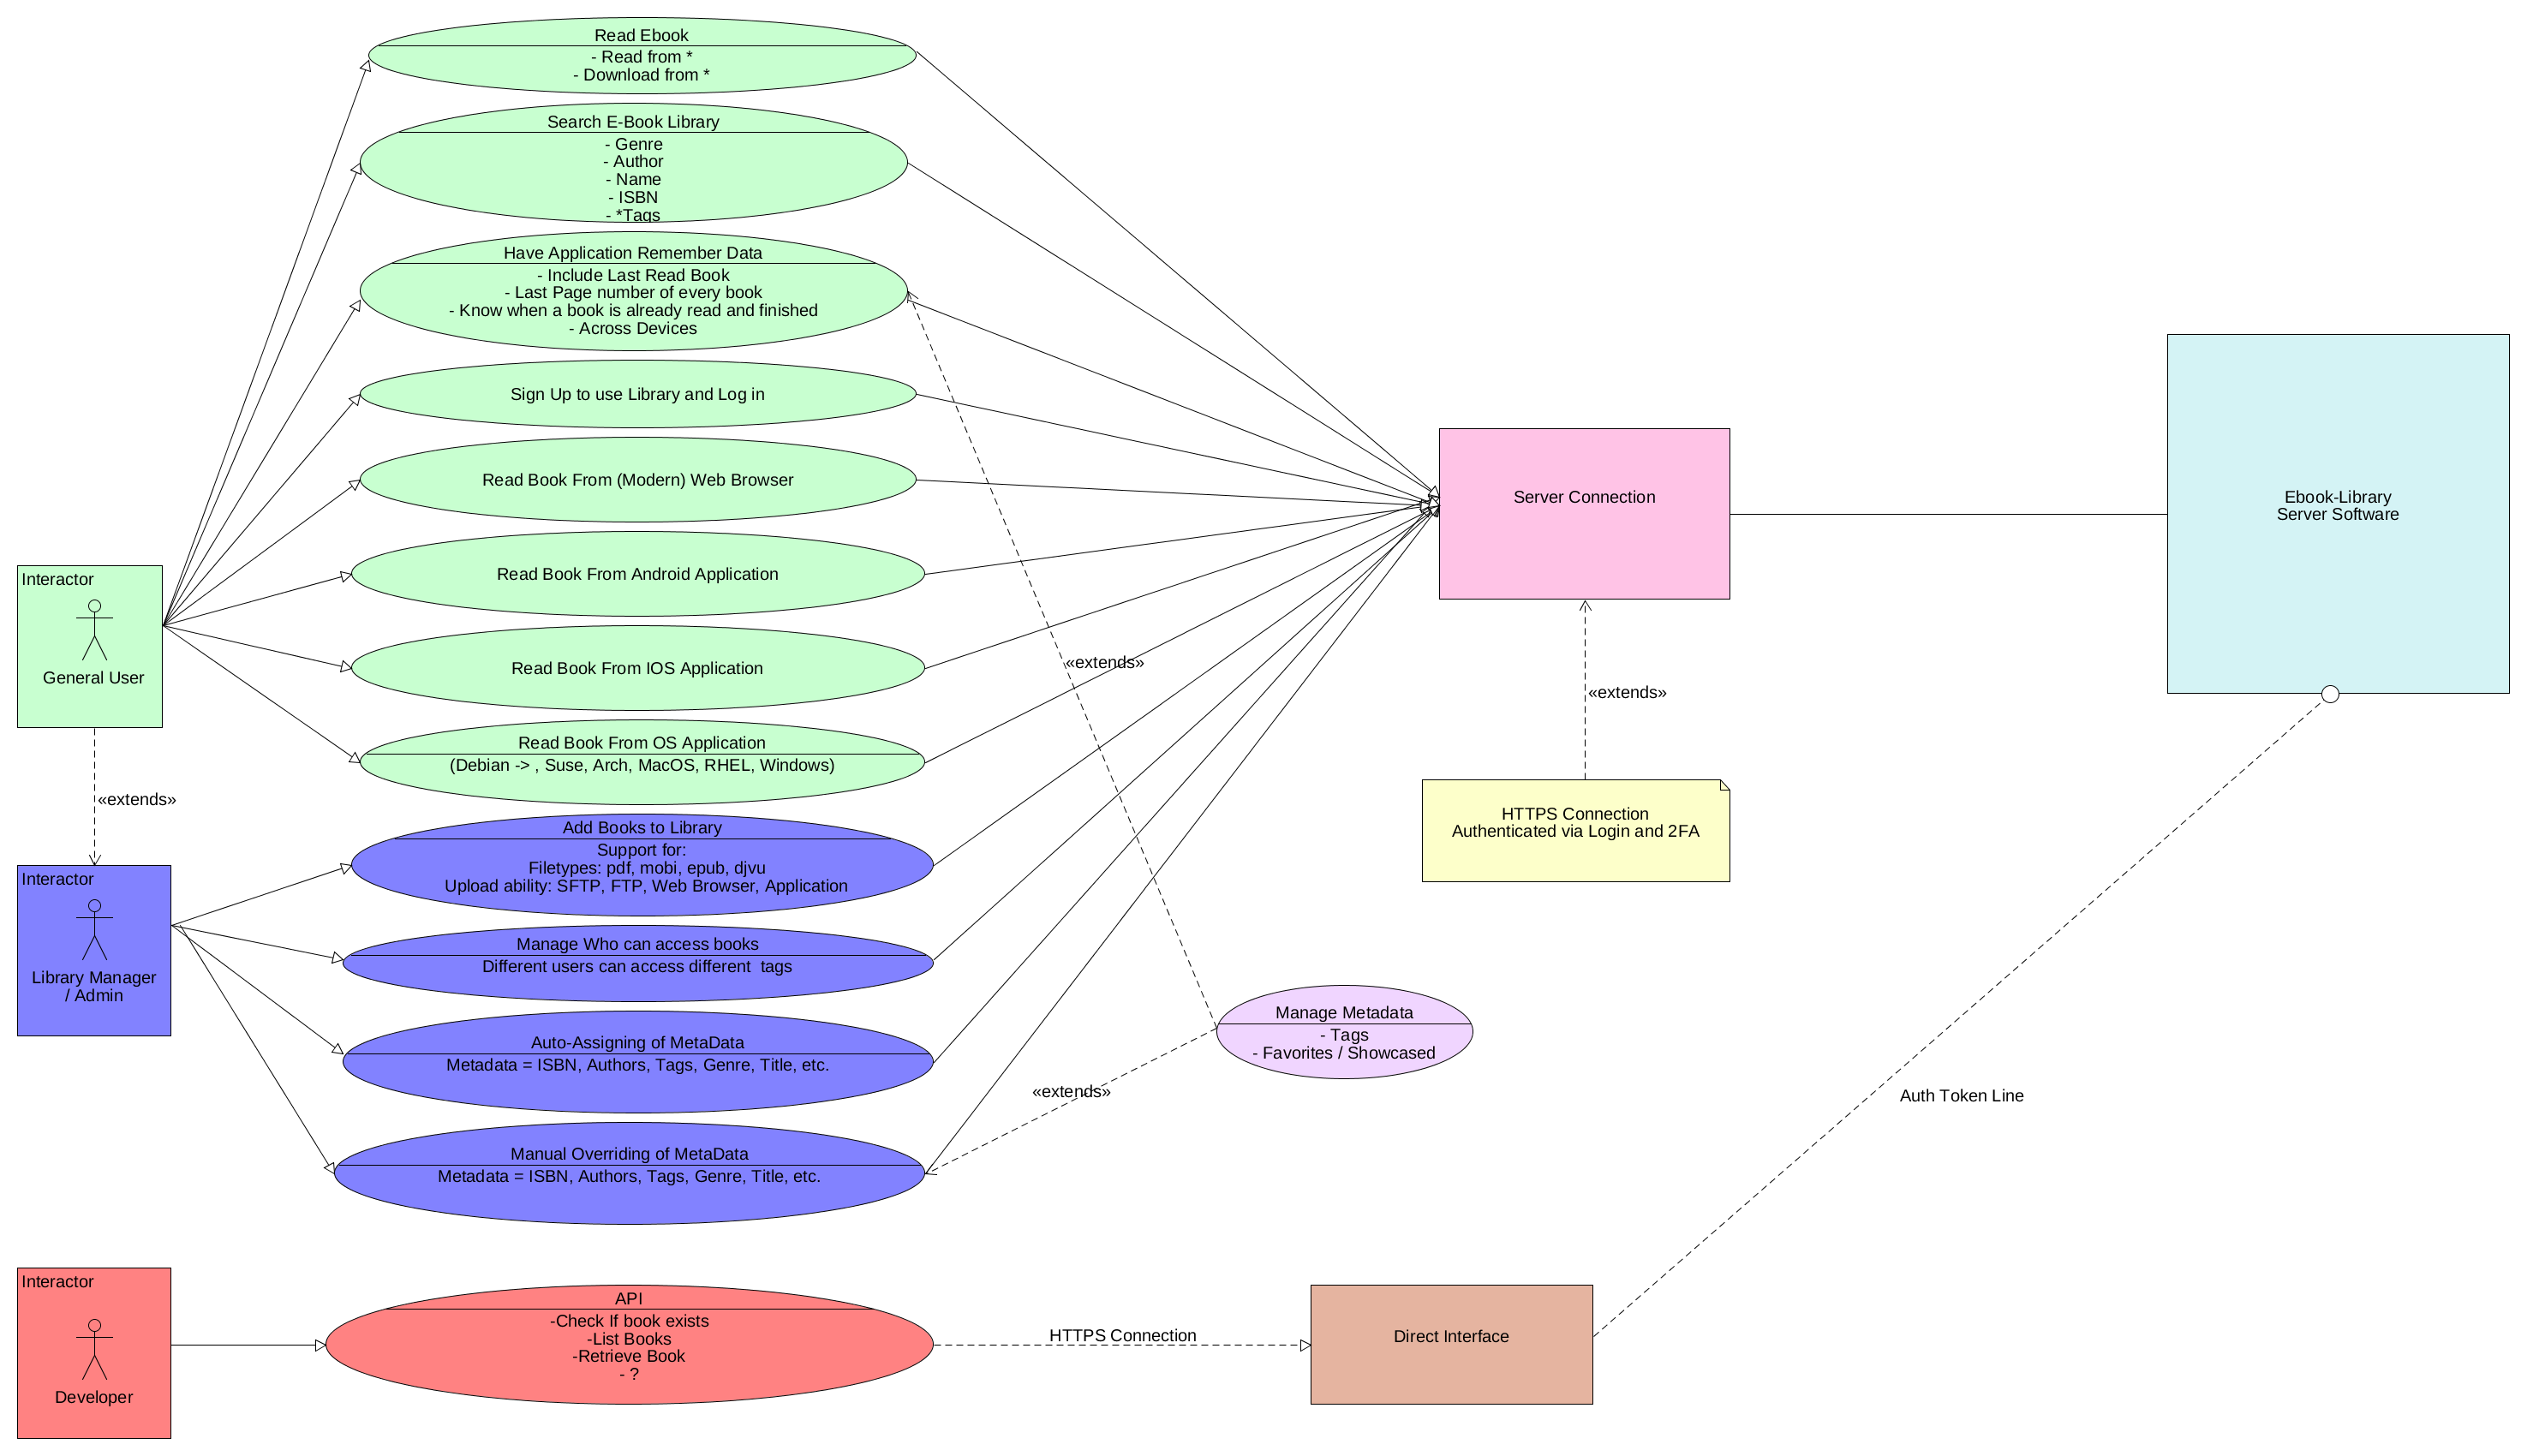 Read Ebook
- Read from *
- Download from *
Search E-Book Library
- Genre
- Author
- Name
- ISBN
- *Tags
Have Application Remember Data
- Include Last Read Book
- Last Page number of every book
- Know when a book is already read and finished
- Across Devices
Sign Up to use Library and Log in
Read Book From (Modern) Web Browser
Read Book From Android Application
Read Book From IOS Application
Read Book From OS Application
(Debian -> , Suse, Arch, MacOS, RHEL, Windows)
Interactor
General User
«extends»
Interactor
Library Manager
/ Admin
Add Books to Library
Support for:
Filetypes: pdf, mobi, epub, djvu
Upload ability: SFTP, FTP, Web Browser, Application
Manage Who can access books
Different users can access different  tags
Auto-Assigning of MetaData
Metadata = ISBN, Authors, Tags, Genre, Title, etc.
Manual Overriding of MetaData
Metadata = ISBN, Authors, Tags, Genre, Title, etc.
«extends»
Manage Metadata
- Tags
- Favorites / Showcased
«extends»
Server Connection
«extends»
HTTPS Connection
Authenticated via Login and 2FA
Ebook-Library
Server Software
Auth Token Line
Interactor
Developer
API
-Check If book exists
-List Books
-Retrieve Book
- ?
HTTPS Connection
Direct Interface